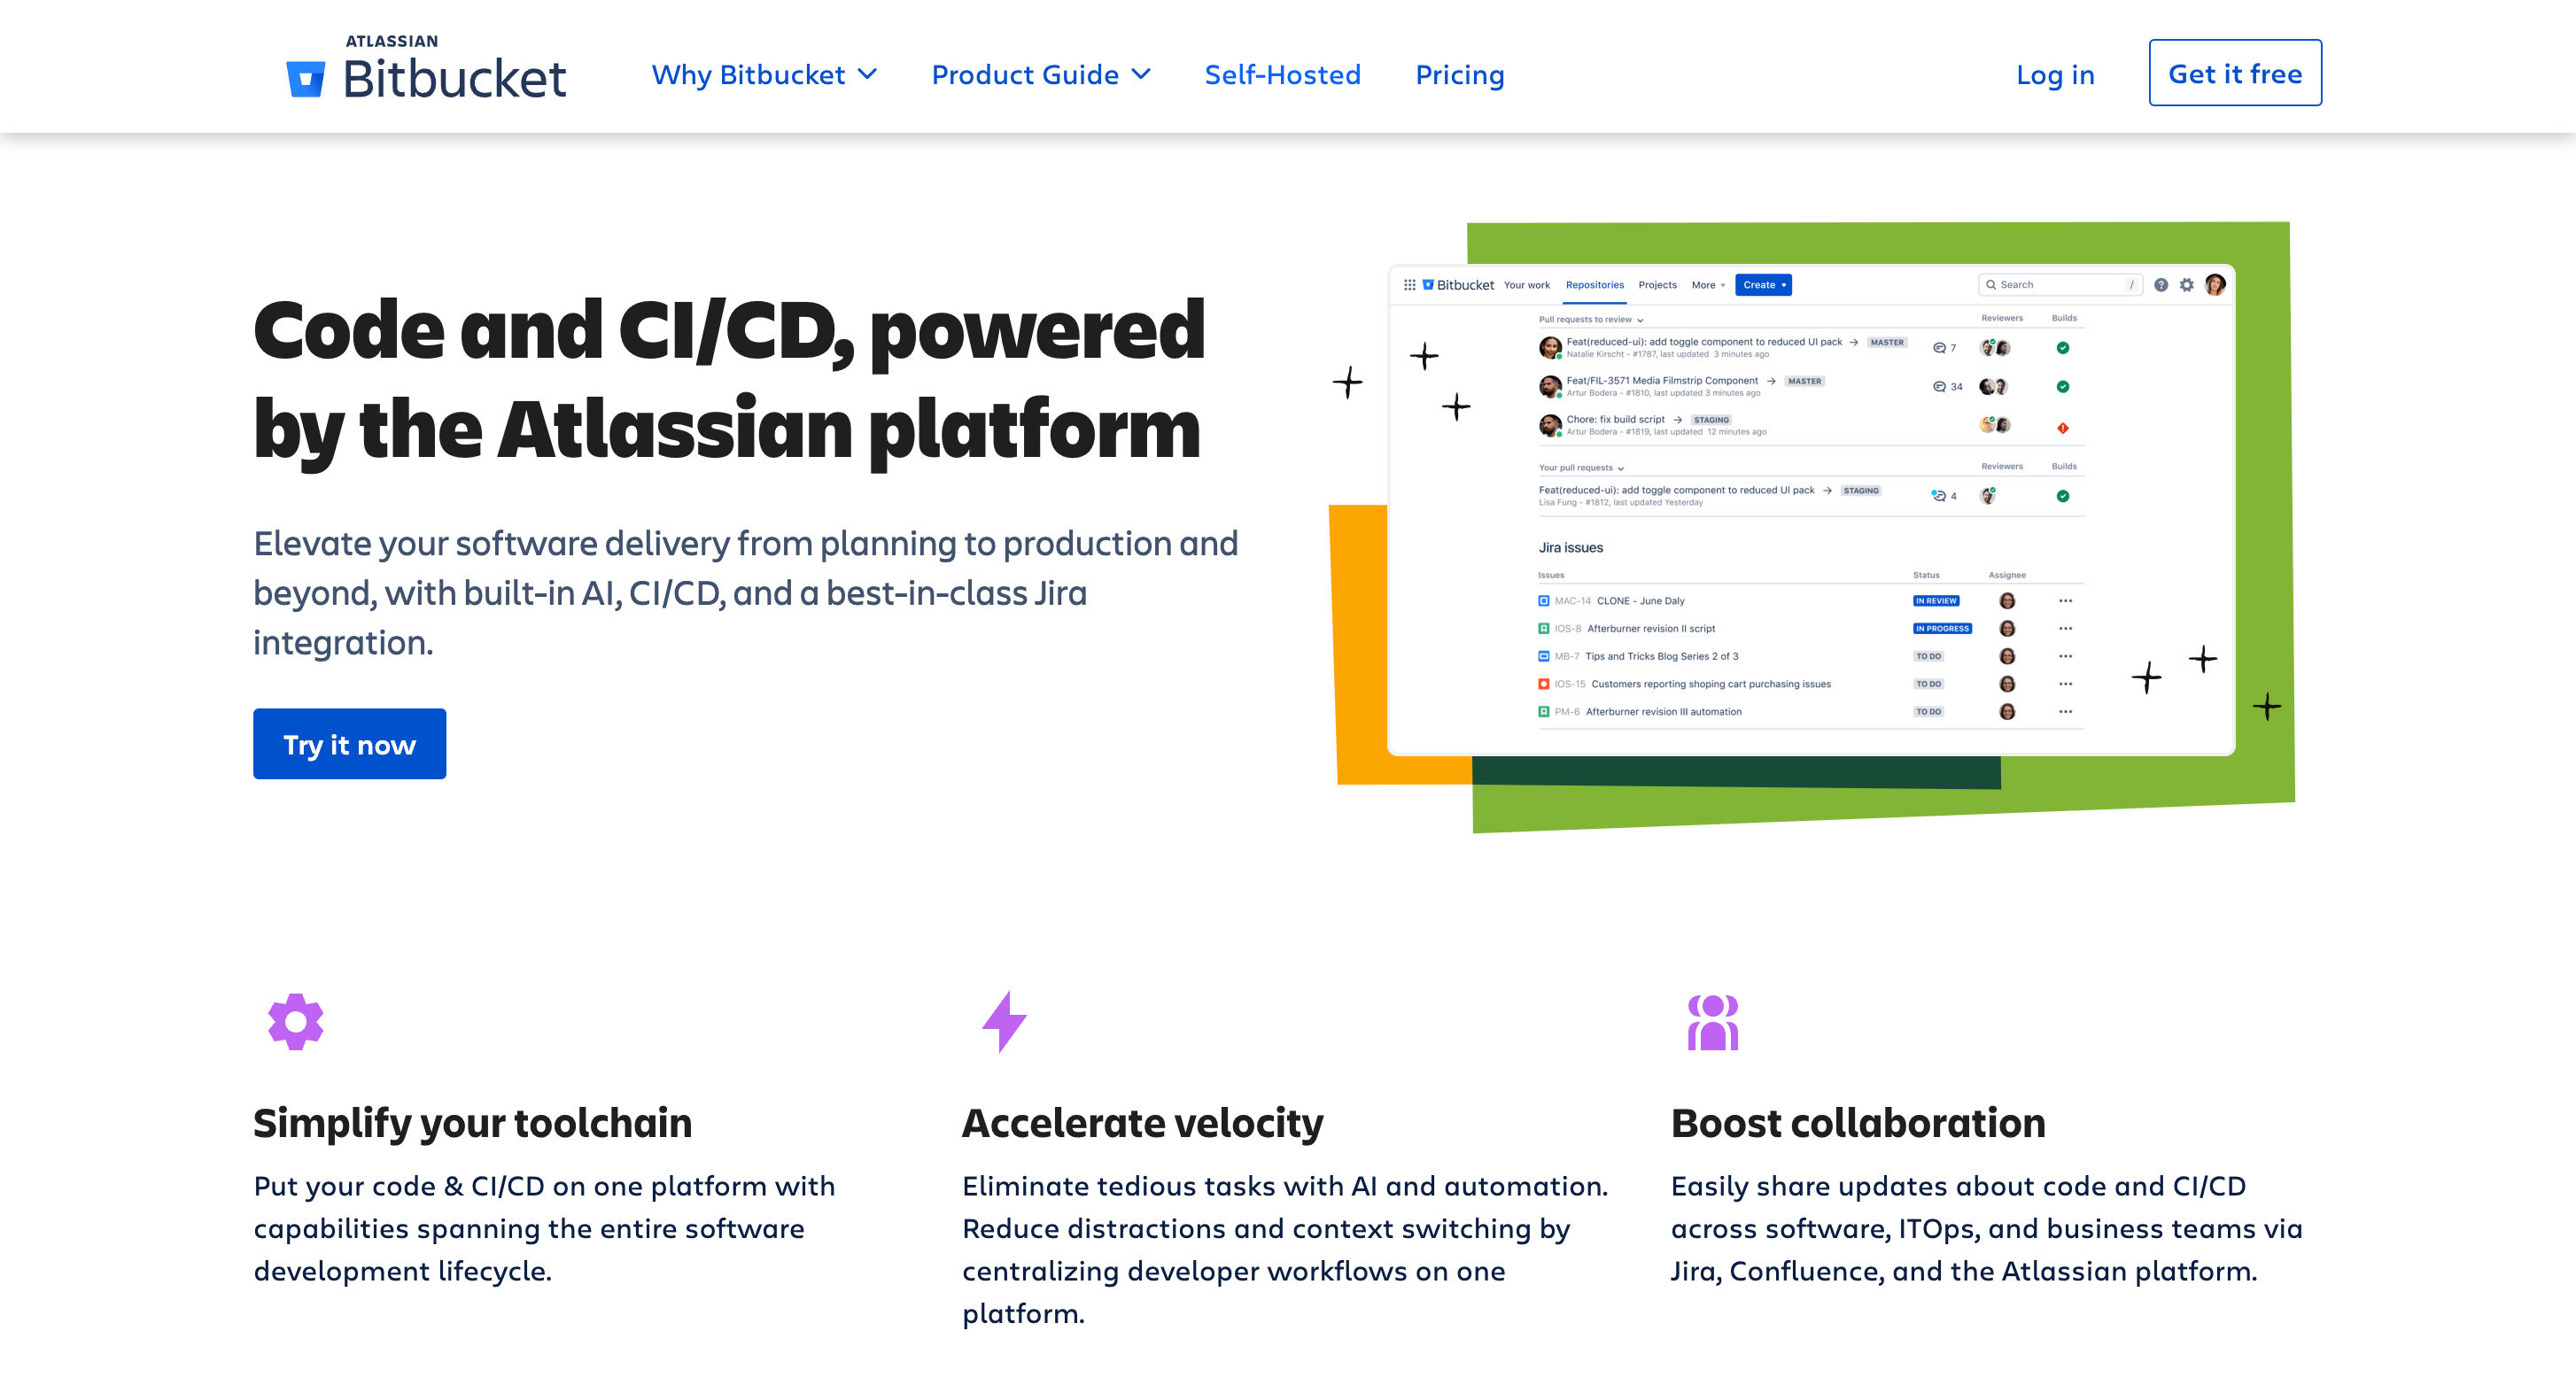 ATLASSIAN
Bitbucket
Why Bitbucket
Product Guide
Self-Hosted
Pricing
Log in
Get it free
Code and CI/CD, powered
by the Atlassian platform
Elevate your software delivery from planning to production and
beyond, with built-in AI, CI/CD, and a best-in-class Jira
integration.
Try it now
Bitbucket Your work Repositories Projects More Create Search /
Pull requests to review Reviewers Builds
Feat(reduced-ui): add toggle component to reduced UI pack → MASTER 7
Natalie Kirscht - #1787, last updated 3 minutes ago
Feat/FIL-3571 Media Filmstrip Component → MASTER 34
Artur Bodera - #1810, last updated 3 minutes ago
Chore: fix build script → STAGING
Artur Bodera - #1819, last updated 12 minutes ago
Your pull requests Reviewers Builds
Feat(reduced-ui): add toggle component to reduced UI pack → STAGING 4
Lisa Fung - #1812, last updated Yesterday
Jira issues
Issues Status Assignee
MAC-14 CLONE - June Daly IN REVIEW
IOS-8 Afterburner revision II script IN PROGRESS
MB-7 Tips and Tricks Blog Series 2 of 3 TO DO
IOS-15 Customers reporting shoping cart purchasing issues TO DO
PM-6 Afterburner revision III automation TO DO
Simplify your toolchain
Put your code & CI/CD on one platform with
capabilities spanning the entire software
development lifecycle.
Accelerate velocity
Eliminate tedious tasks with AI and automation.
Reduce distractions and context switching by
centralizing developer workflows on one
platform.
Boost collaboration
Easily share updates about code and CI/CD
across software, ITOps, and business teams via
Jira, Confluence, and the Atlassian platform.